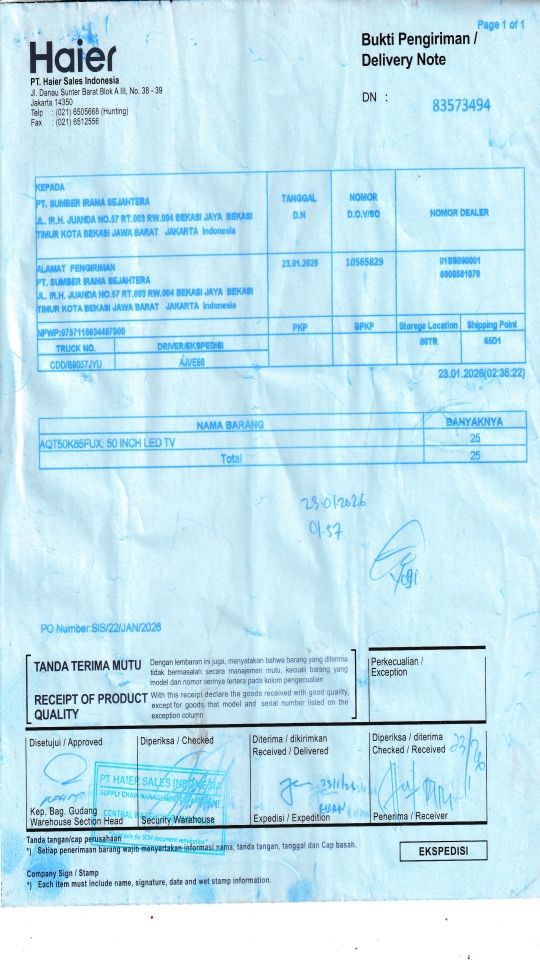 Page 1 of 1
Haier
PT. Haier Sales Indonesia
Jl. Danau Sunter Barat Blok A III, No. 38 - 39
Jakarta 14350
Telp : (021) 6505668 (Hunting)
Fax : (021) 6512556
Bukti Pengiriman /
Delivery Note
DN : 83573494
KEPADA
PT. SUMBER IRAMA SEJAHTERA
JL. IR.H. JUANDA NO.57 RT.003 RW.004 BEKASI JAYA BEKASI
TIMUR KOTA BEKASI JAWA BARAT JAKARTA Indonesia
TANGGAL
D.N
NOMOR
D.O.V/SO
NOMOR DEALER
ALAMAT PENGIRIMAN
PT. SUMBER IRAMA SEJAHTERA
JL. IR.H. JUANDA NO.57 RT.003 RW.004 BEKASI JAYA BEKASI
TIMUR KOTA BEKASI JAWA BARAT JAKARTA Indonesia
23.01.2026
10565829
PKP
BPKP
Storege Location
Shipping Point
TRUCK NO.
DRIVER/EKSPEDISI
23.01.2026(02:35:22)
NAMA BARANG
BANYAKNYA
AQT50K85FUX: 50 INCH LED TV
25
Total
25
23-01-2026
01.57
Yogi
PO Number:SIS/22/JAN/2026
TANDA TERIMA MUTU
Dengan lembaran ini juga, menyatakan bahwa barang yang diterima
tidak bermasalah secara manajemen mutu, kecuali barang yang
model dan nomor serinya tertera pada kolom pengecualian
RECEIPT OF PRODUCT
QUALITY
With this receipt declare the goods received with good quality,
except for goods that model and serial number listed on the
exception column
Perkecualian /
Exception
Disetujui / Approved
Diperiksa / Checked
Diterima / dikirimkan
Received / Delivered
Diperiksa / diterima
Checked / Received
PT HAIER SALES INDONESIA
SUPPLY CHAIN MANAGEMENT
CENTRAL
Kep. Bag. Gudang
Warehouse Section Head
Security Warehouse
Expedisi / Expedition
Penerima / Receiver
Tanda tangan/cap perusahaan
*) Setiap penerimaan barang wajib menyertakan informasi nama, tanda tangan, tanggal dan Cap basah.
EKSPEDISI
Company Sign / Stamp
*) Each item must include name, signature, date and wet stamp information.